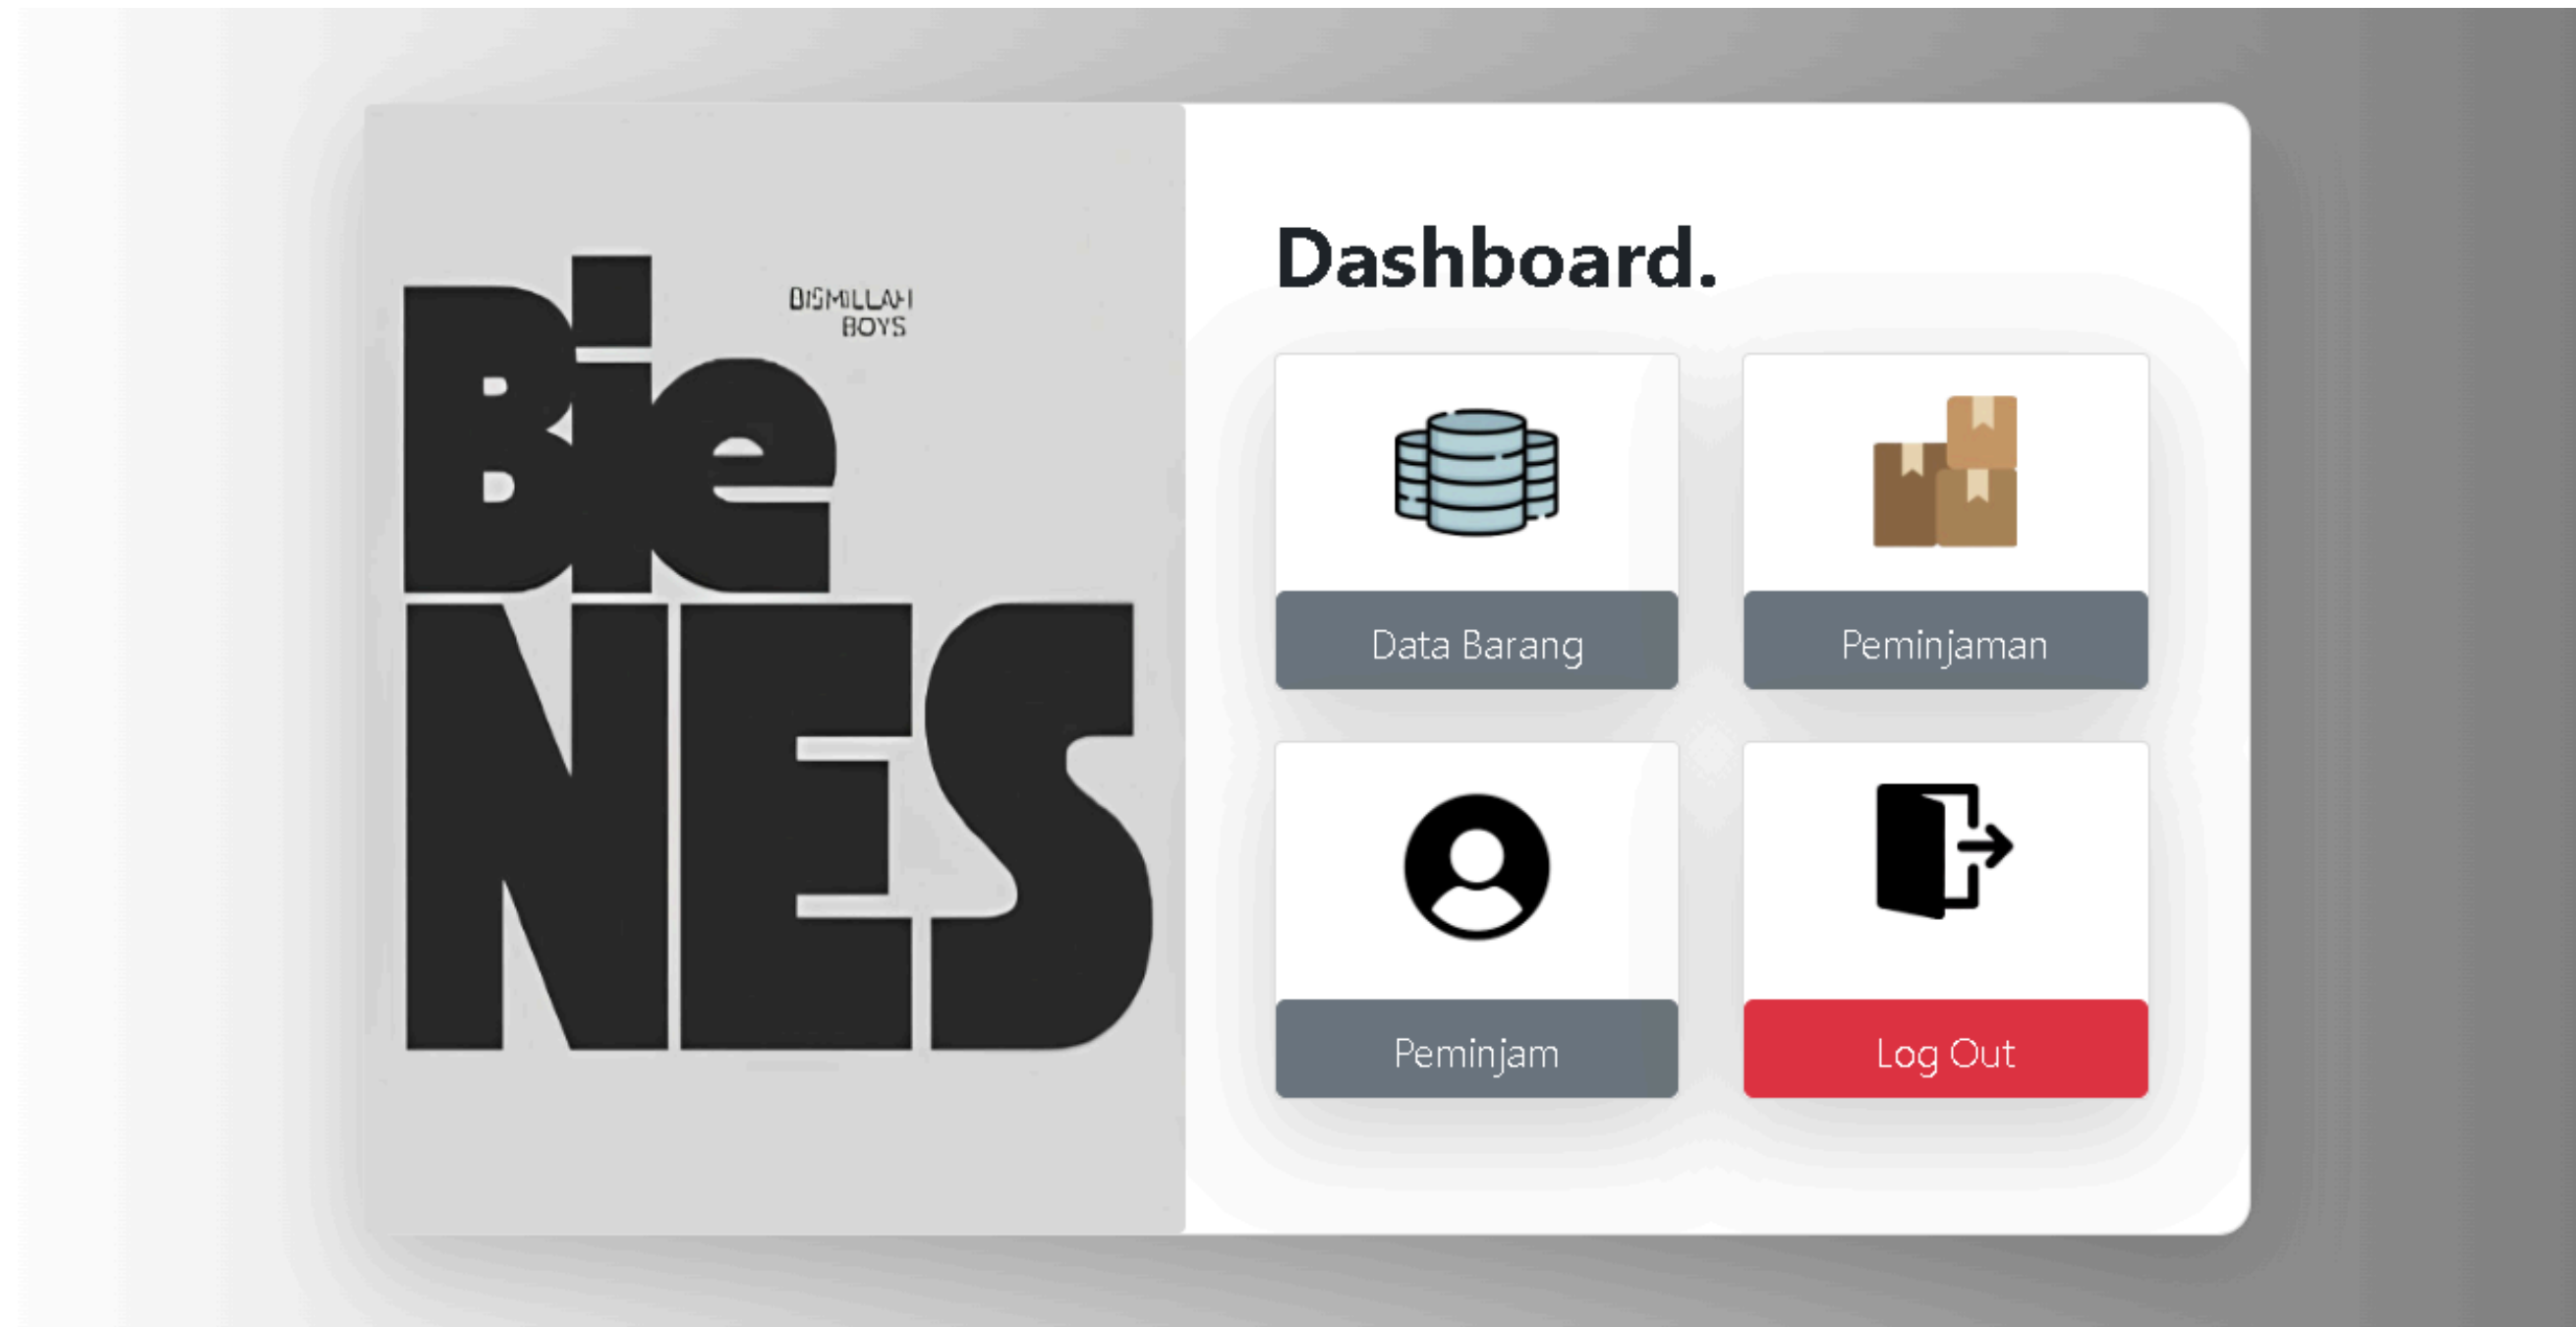 Bie
BISMILLAH
BOYS
NES
Dashboard.
Data Barang
Peminjaman
Peminjam
Log Out